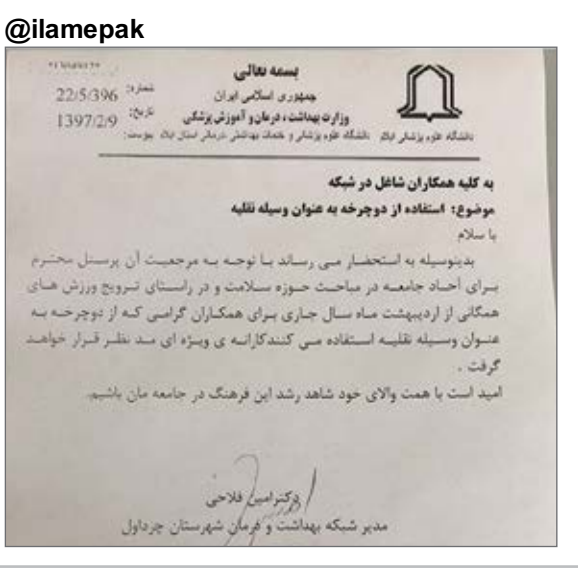 @ilamepak
بسمه تعالی
جمهوری اسلامی ایران
وزارت بهداشت، درمان و آموزش پزشکی
دانشگاه علوم پزشکی و خدمات بهداشتی درمانی استان ایلام
شماره: 22/5/396
تاریخ: 1397/2/9
پیوست:
دانشگاه علوم پزشکی ایلام
به کلیه همکاران شاغل در شبکه
موضوع: استفاده از دوچرخه به عنوان وسیله نقلیه
با سلام
بدینوسیله به استحضار می رساند با توجه به مرجعیت آن پرسنل محترم
برای آحاد جامعه در مباحث حوزه سلامت و در راستای ترویج ورزش های
همگانی از اردیبهشت ماه سال جاری برای همکاران گرامی که از دوچرخه به
عنوان وسیله نقلیه استفاده می کنندکارانه ی ویژه ای مد نظر قرار خواهد
گرفت .
امید است با همت والای خود شاهد رشد این فرهنگ در جامعه مان باشیم.
دکترامین فلاحی
مدیر شبکه بهداشت و درمان شهرستان چرداول